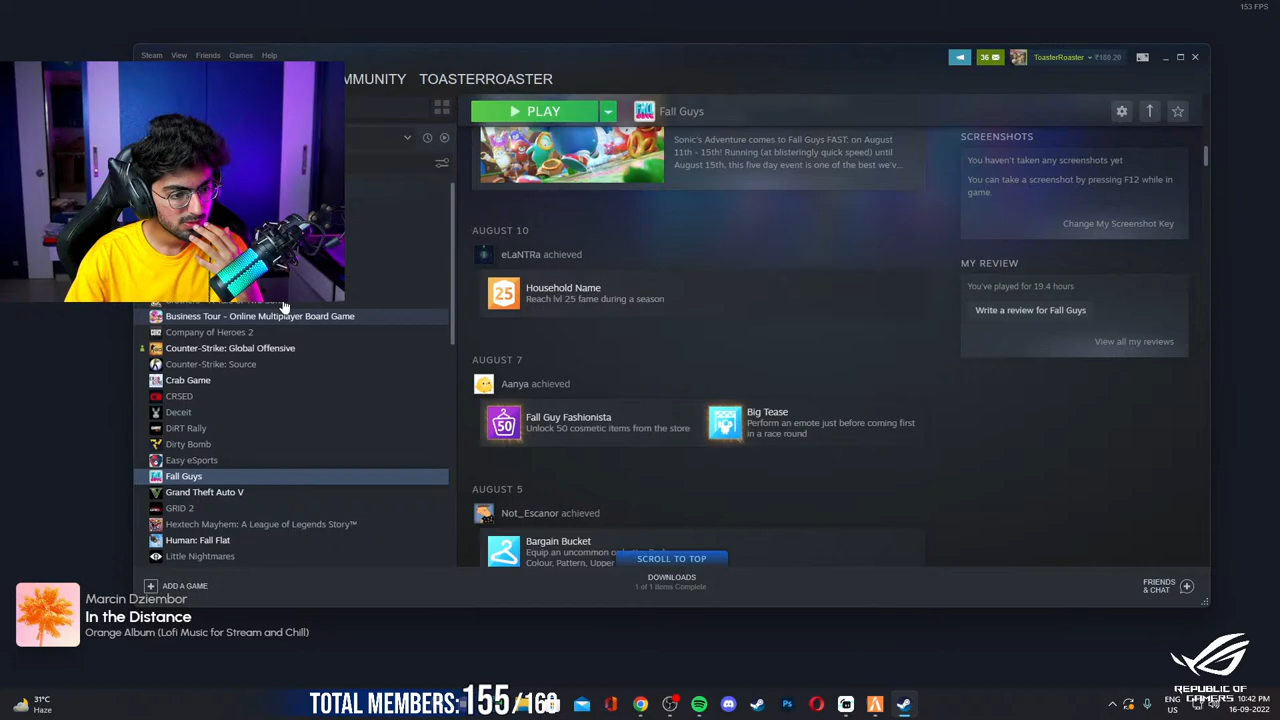 153 FPS
Steam View Friends Games Help
36
ToasterRoaster ₹180.20
MMUNITY TOASTERROASTER
PLAY
Fall Guys
Sonic's Adventure comes to Fall Guys FAST: on August
11th - 15th! Running (at blisteringly quick speed) until
August 15th, this five day event is one of the best we'v...
SCREENSHOTS
You haven't taken any screenshots yet
You can take a screenshot by pressing F12 while in
game.
Change My Screenshot Key
AUGUST 10
eLaNTRa achieved
25
Household Name
Reach lvl 25 fame during a season
MY REVIEW
You've played for 19.4 hours
Write a review for Fall Guys
View all my reviews
Business Tour - Online Multiplayer Board Game
Company of Heroes 2
Counter-Strike: Global Offensive
Counter-Strike: Source
Crab Game
CRSED
Deceit
DiRT Rally
Dirty Bomb
Easy eSports
Fall Guys
Grand Theft Auto V
GRID 2
Hextech Mayhem: A League of Legends Story™
Human: Fall Flat
Little Nightmares
AUGUST 7
Aanya achieved
50
Fall Guy Fashionista
Unlock 50 cosmetic items from the store
Big Tease
Perform an emote just before coming first
in a race round
AUGUST 5
Not_Escanor achieved
Bargain Bucket
Equip an uncommon
Colour, Pattern, Upper
SCROLL TO TOP
ADD A GAME
DOWNLOADS
1 of 1 Items Complete
FRIENDS
& CHAT
Marcin Dziembor
In the Distance
Orange Album (Lofi Music for Stream and Chill)
REPUBLIC OF
GAMERS
31°C
Haze
TOTAL MEMBERS: 155/160
ENG
US
10:42 PM
16-09-2022